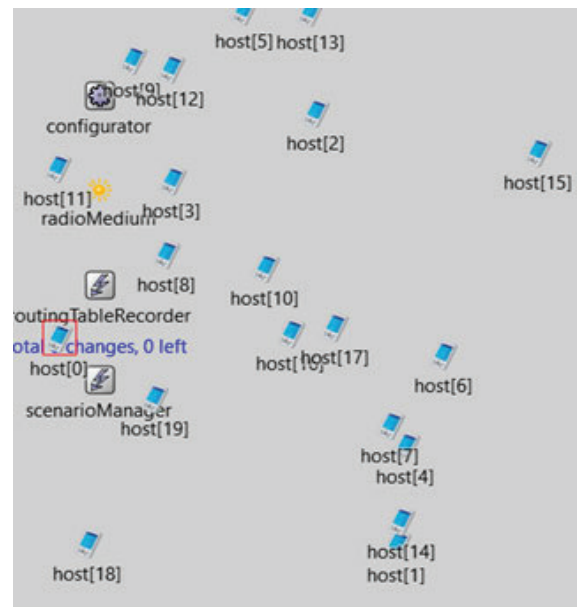 host[5]
host[13]
host[12]
configurator
host[2]
host[15]
host[11]
host[3]
radioMedium
host[8]
host[10]
routingTableRecorder
changes, 0 left
host[17]
host[0]
host[6]
scenarioManager
host[19]
host[7]
host[4]
host[14]
host[1]
host[18]